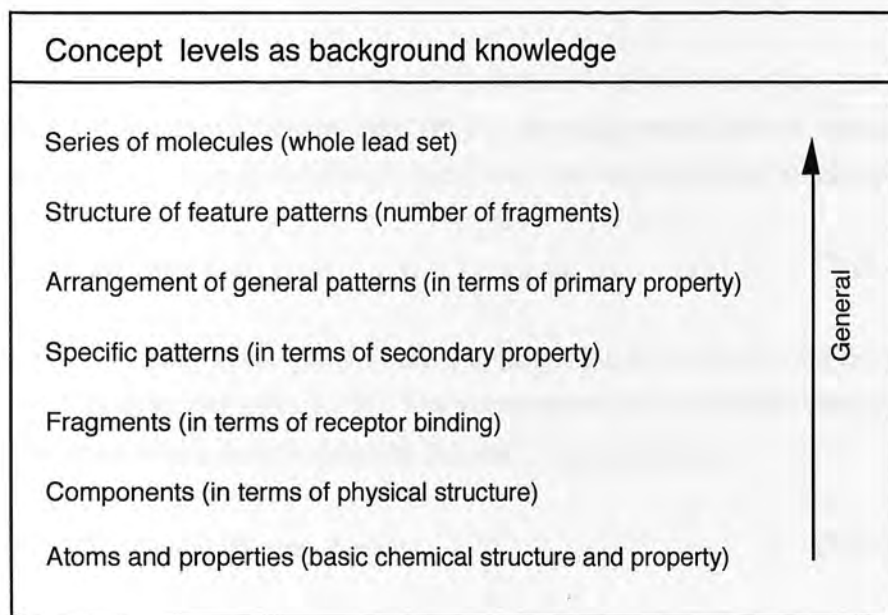 Concept levels as background knowledge
Series of molecules (whole lead set)
Structure of feature patterns (number of fragments)
Arrangement of general patterns (in terms of primary property)
Specific patterns (in terms of secondary property)
Fragments (in terms of receptor binding)
Components (in terms of physical structure)
Atoms and properties (basic chemical structure and property)
General